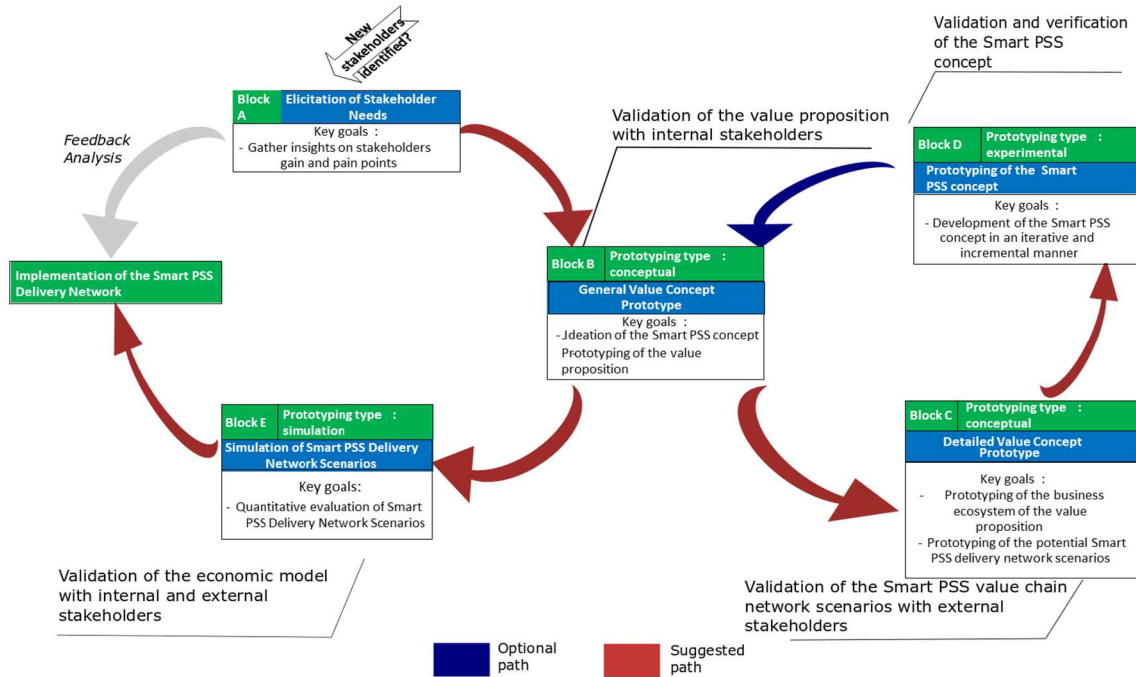 New
stakeholders
identified?
Block
A
Elicitation of Stakeholder
Needs
Key goals :
- Gather insights on stakeholders
gain and pain points
Feedback
Analysis
Implementation of the Smart PSS
Delivery Network
Validation of the value proposition
with internal stakeholders
Block B
Prototyping type :
conceptual
General Value Concept
Prototype
Key goals :
-Jdeation of the Smart PSS concept
Prototyping of the value
proposition
Validation and verification
of the Smart PSS
concept
Block D
Prototyping type :
experimental
Prototyping of the Smart
PSS concept
Key goals :
- Development of the Smart PSS
concept in an iterative and
incremental manner
Block E
Prototyping type :
simulation
Simulation of Smart PSS Delivery
Network Scenarios
Key goals:
- Quantitative evaluation of Smart
PSS Delivery Network Scenarios
Validation of the economic model
with internal and external
stakeholders
Block C
Prototyping type :
conceptual
Detailed Value Concept
Prototype
Key goals :
- Prototyping of the business
ecosystem of the value
proposition
- Prototyping of the potential Smart
PSS delivery network scenarios
Validation of the Smart PSS value chain
network scenarios with external
stakeholders
Optional
path
Suggested
path